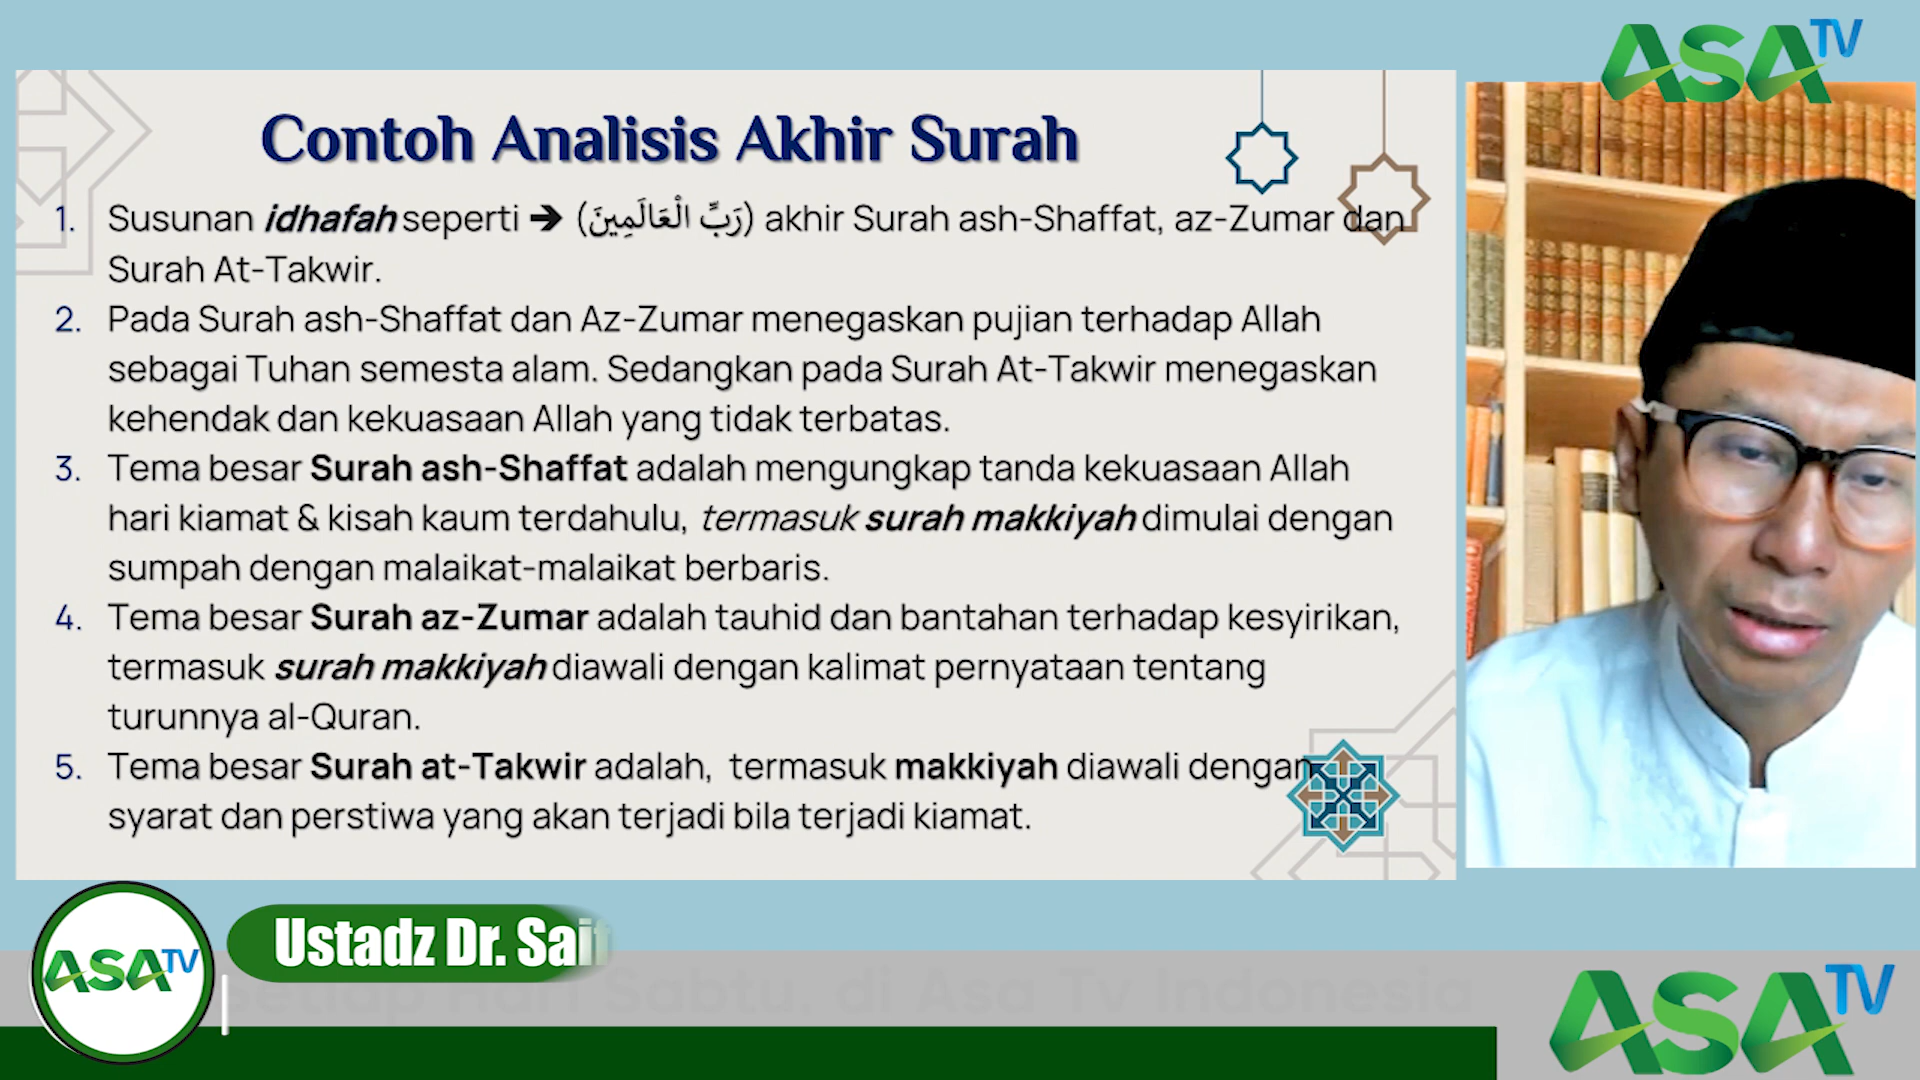 ASA TV
Contoh Analisis Akhir Surah
1. Susunan idhafah seperti ➔ (رَبِّ الْعَالَمِينَ) akhir Surah ash-Shaffat, az-Zumar dan
Surah At-Takwir.
2. Pada Surah ash-Shaffat dan Az-Zumar menegaskan pujian terhadap Allah
sebagai Tuhan semesta alam. Sedangkan pada Surah At-Takwir menegaskan
kehendak dan kekuasaan Allah yang tidak terbatas.
3. Tema besar Surah ash-Shaffat adalah mengungkap tanda kekuasaan Allah
hari kiamat & kisah kaum terdahulu, termasuk surah makkiyah dimulai dengan
sumpah dengan malaikat-malaikat berbaris.
4. Tema besar Surah az-Zumar adalah tauhid dan bantahan terhadap kesyirikan,
termasuk surah makkiyah diawali dengan kalimat pernyataan tentang
turunnya al-Quran.
5. Tema besar Surah at-Takwir adalah, termasuk makkiyah diawali dengan
syarat dan perstiwa yang akan terjadi bila terjadi kiamat.
ASA TV
Ustadz Dr. Sai
setiap Hari Sabtu, di Asa Tv Indonesia
ASA TV